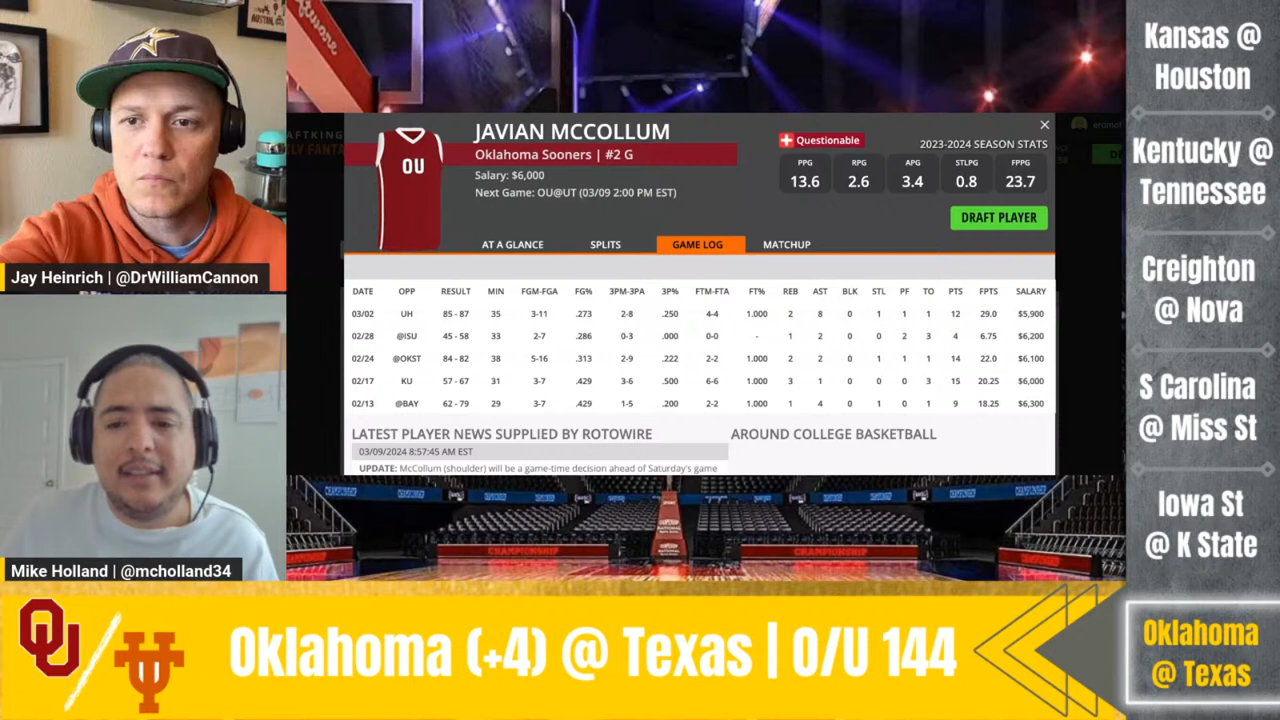 Jay Heinrich | @DrWilliamCannon
Mike Holland | @mcholland34
JAVIAN MCCOLLUM
Oklahoma Sooners | #2 G
Salary: $6,000
Next Game: OU@UT (03/09 2:00 PM EST)
OU
Questionable
2023-2024 SEASON STATS
PPG RPG APG STLPG FPPG
13.6 2.6 3.4 0.8 23.7
DRAFT PLAYER
AT A GLANCE SPLITS GAME LOG MATCHUP
DATE OPP RESULT MIN FGM-FGA FG% 3PM-3PA 3P% FTM-FTA FT% REB AST BLK STL PF TO PTS FPTS SALARY
03/02 UH 85 - 87 35 3-11 .273 2-8 .250 4-4 1.000 2 8 0 1 1 1 12 29.0 $5,900
02/28 @ISU 45 - 58 33 2-7 .286 0-3 .000 0-0 - 1 2 0 0 2 3 4 6.75 $6,200
02/24 @OKST 84 - 82 38 5-16 .313 2-9 .222 2-2 1.000 2 2 0 1 1 1 14 22.0 $6,100
02/17 KU 57 - 67 31 3-7 .429 3-6 .500 6-6 1.000 3 1 0 0 0 3 15 20.25 $6,000
02/13 @BAY 62 - 79 29 3-7 .429 1-5 .200 2-2 1.000 1 4 0 1 0 1 9 18.25 $6,300
LATEST PLAYER NEWS SUPPLIED BY ROTOWIRE
03/09/2024 8:57:45 AM EST
UPDATE: McCollum (shoulder) will be a game-time decision ahead of Saturday's game
AROUND COLLEGE BASKETBALL
CHAMPIONSHIP
CHAMPIONSHIP
OU
UT
Oklahoma (+4) @ Texas | O/U 144
Kansas @
Houston
Kentucky @
Tennessee
Creighton
@ Nova
S Carolina
@ Miss St
Iowa St
@ K State
Oklahoma
@ Texas